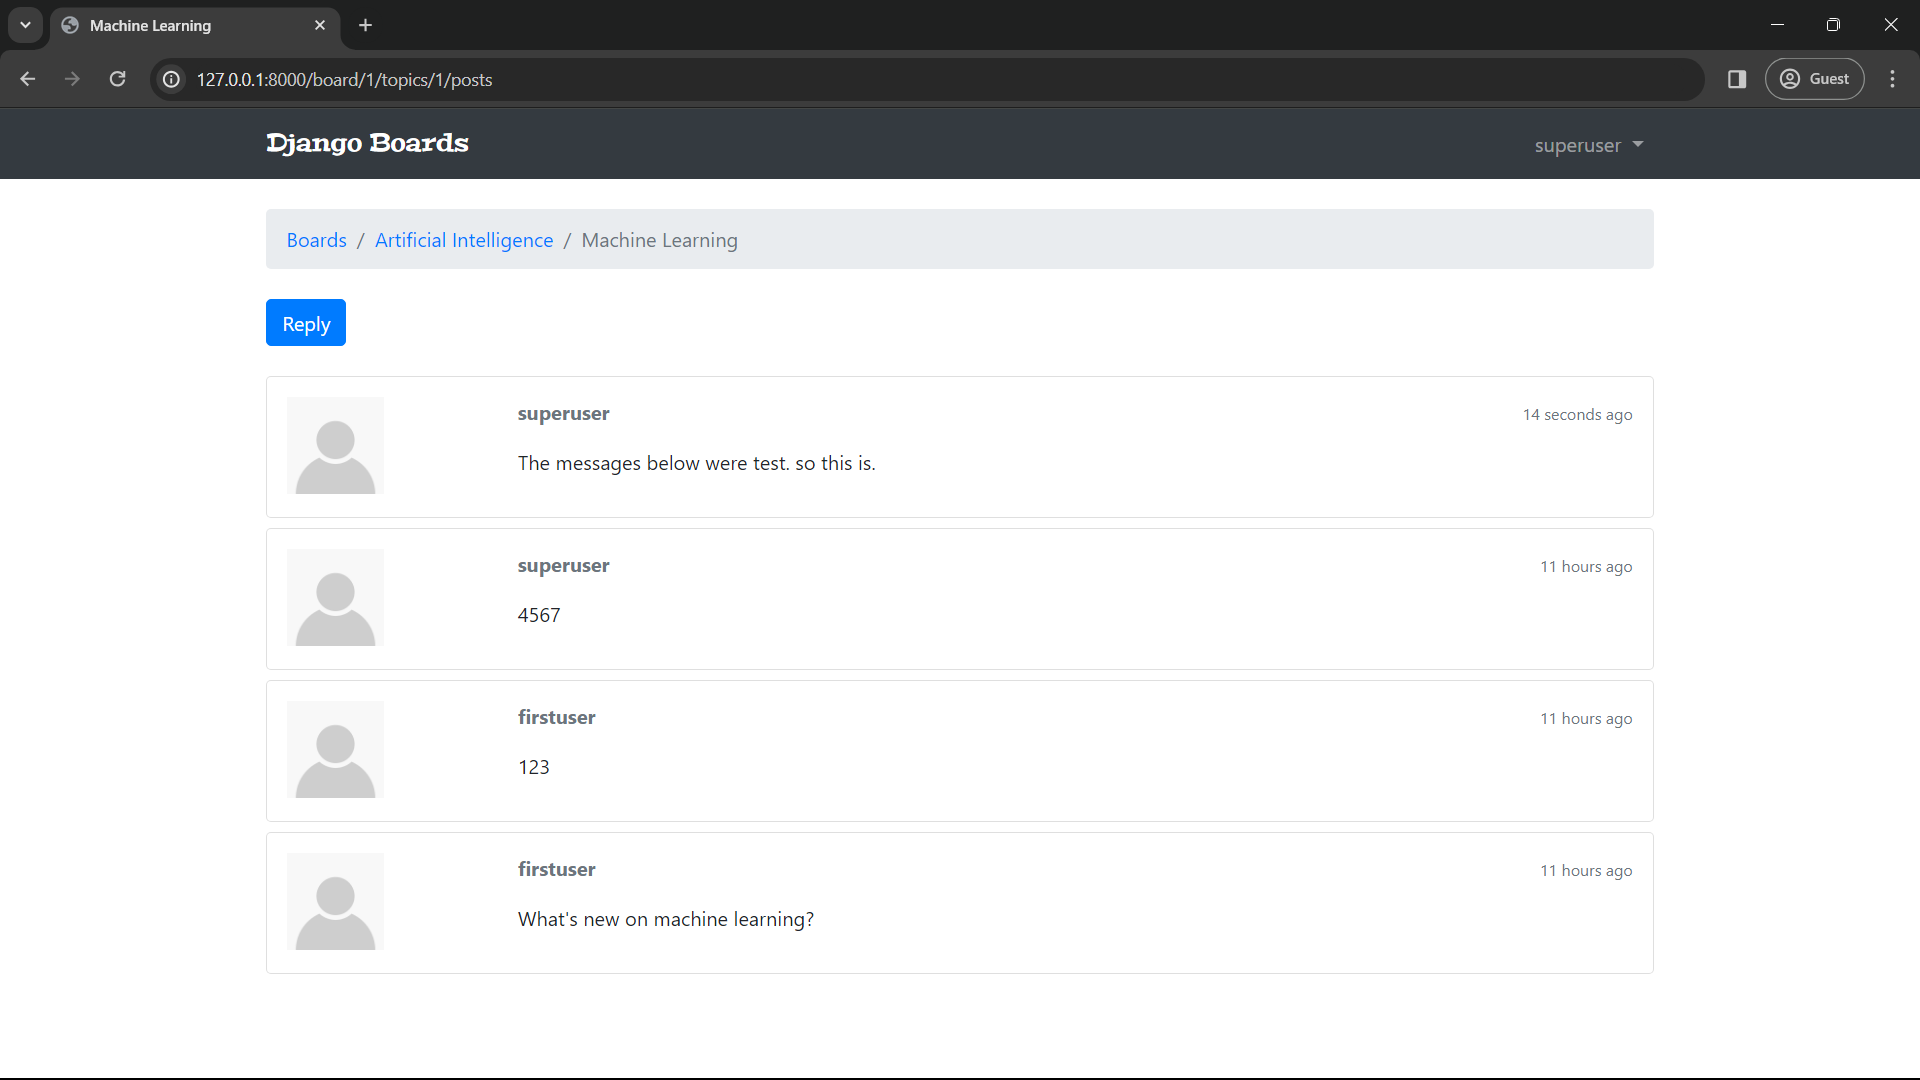 Machine Learning
127.0.0.1:8000/board/1/topics/1/posts
Guest
Django Boards
superuser
Boards / Artificial Intelligence / Machine Learning
Reply
superuser
14 seconds ago
The messages below were test. so this is.
superuser
11 hours ago
4567
firstuser
11 hours ago
123
firstuser
11 hours ago
What's new on machine learning?